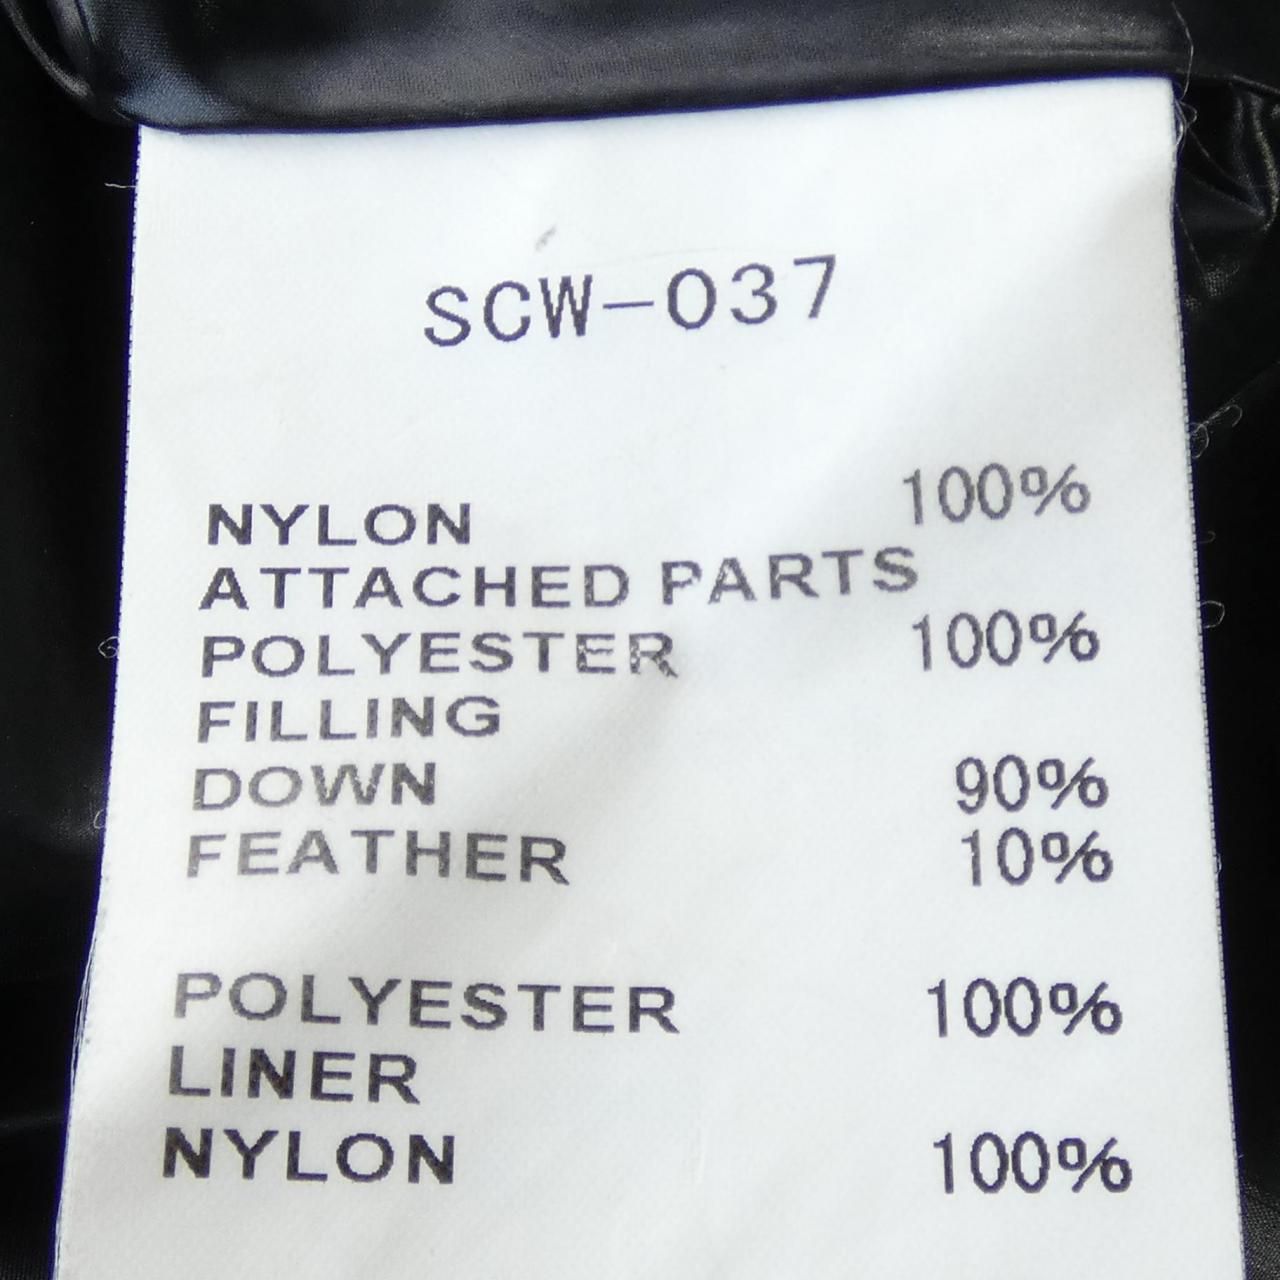 SCW-037
NYLON 100%
ATTACHED PARTS
POLYESTER 100%
FILLING
DOWN 90%
FEATHER 10%
POLYESTER 100%
LINER
NYLON 100%